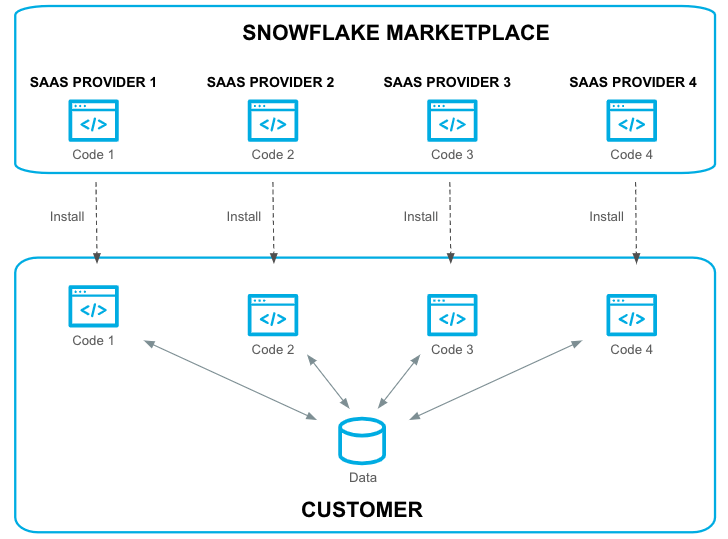 SNOWFLAKE MARKETPLACE
SAAS PROVIDER 1
SAAS PROVIDER 2
SAAS PROVIDER 3
SAAS PROVIDER 4
</>
</>
</>
</>
Code 1
Code 2
Code 3
Code 4
Install
Install
Install
Install
</>
</>
</>
</>
Code 1
Code 2
Code 3
Code 4
Data
CUSTOMER